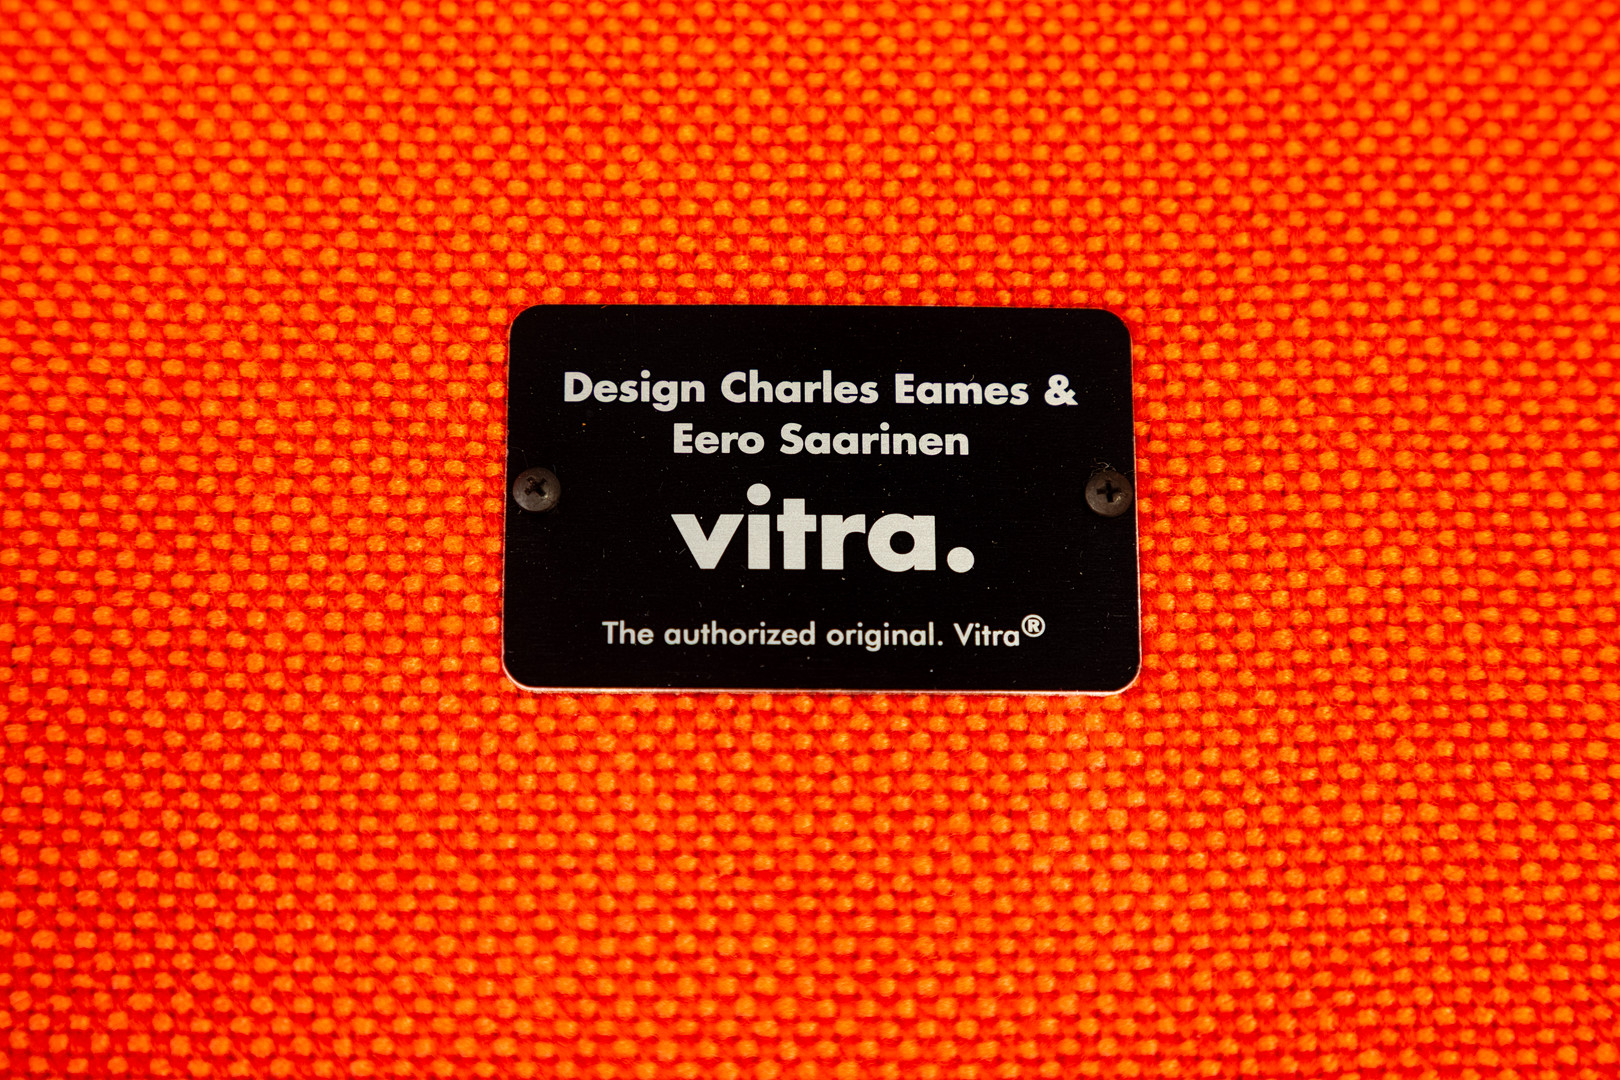 Design Charles Eames &
Eero Saarinen
vitra.
The authorized original. Vitra®